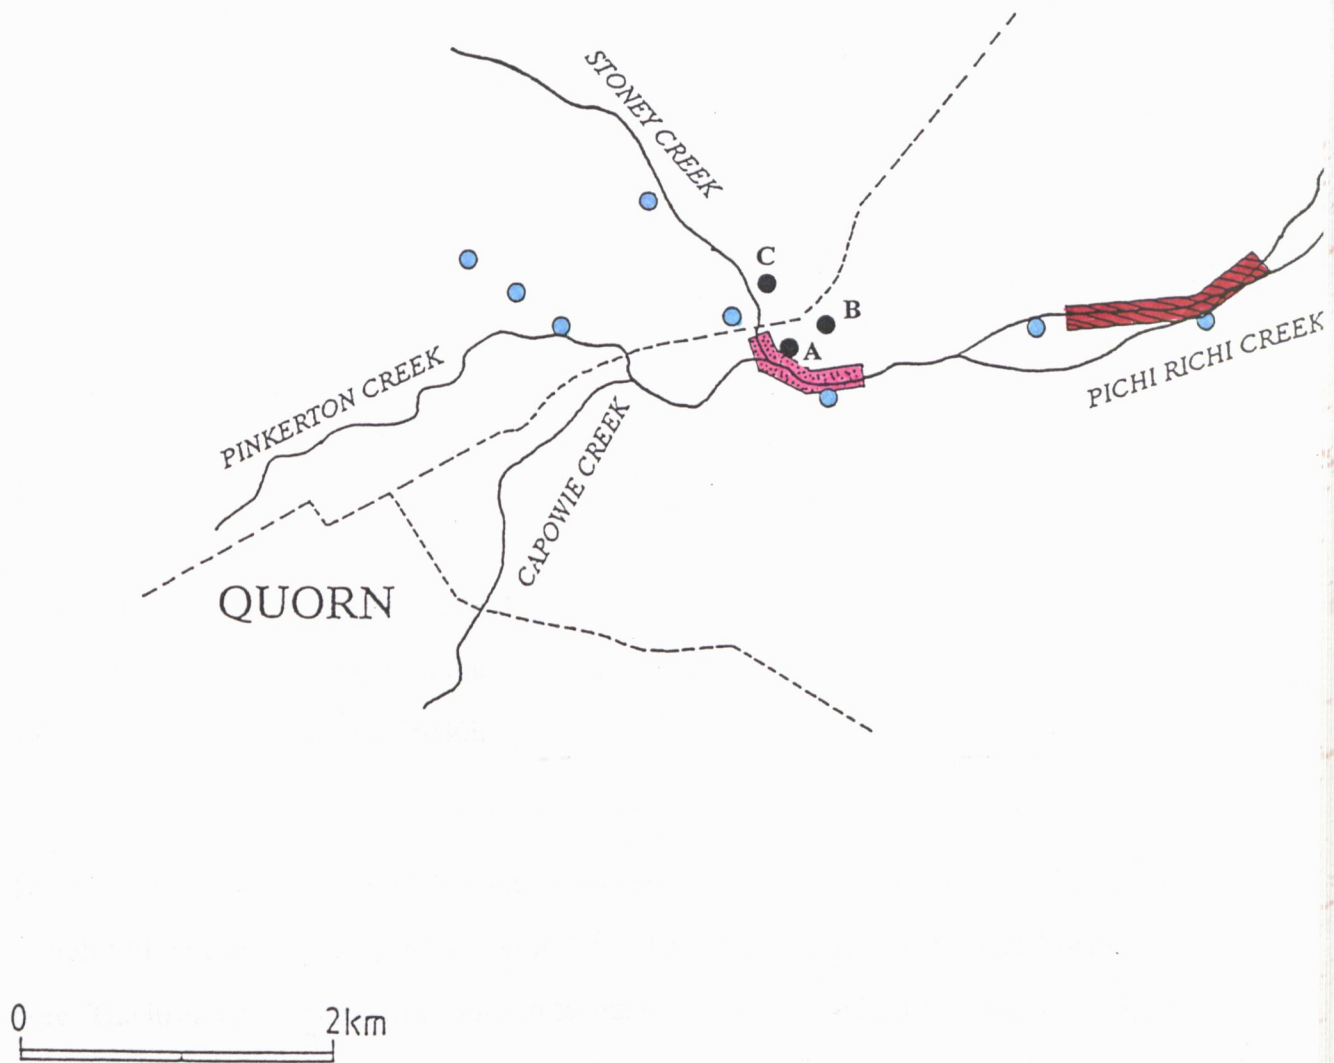 STONEY CREEK
C
B
A
PICHI RICHI CREEK
PINKERTON CREEK
CAPOWIE CREEK
QUORN
0 2km